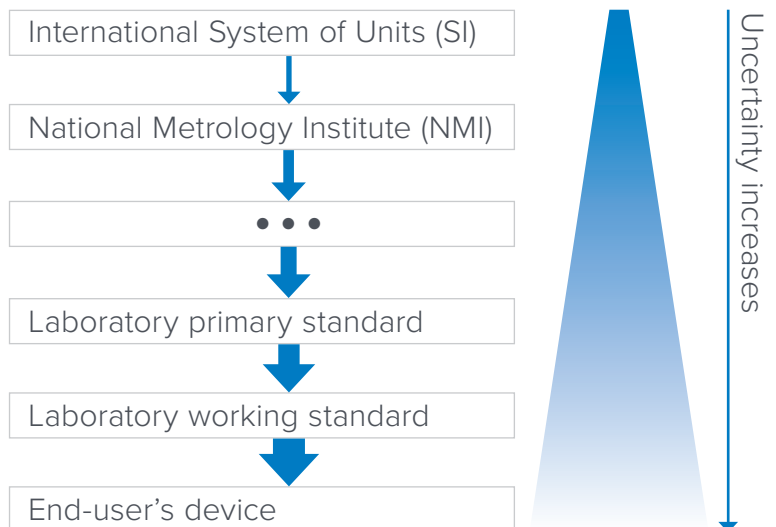 International System of Units (SI)
National Metrology Institute (NMI)
• • •
Laboratory primary standard
Laboratory working standard
End-user’s device
Uncertainty increases